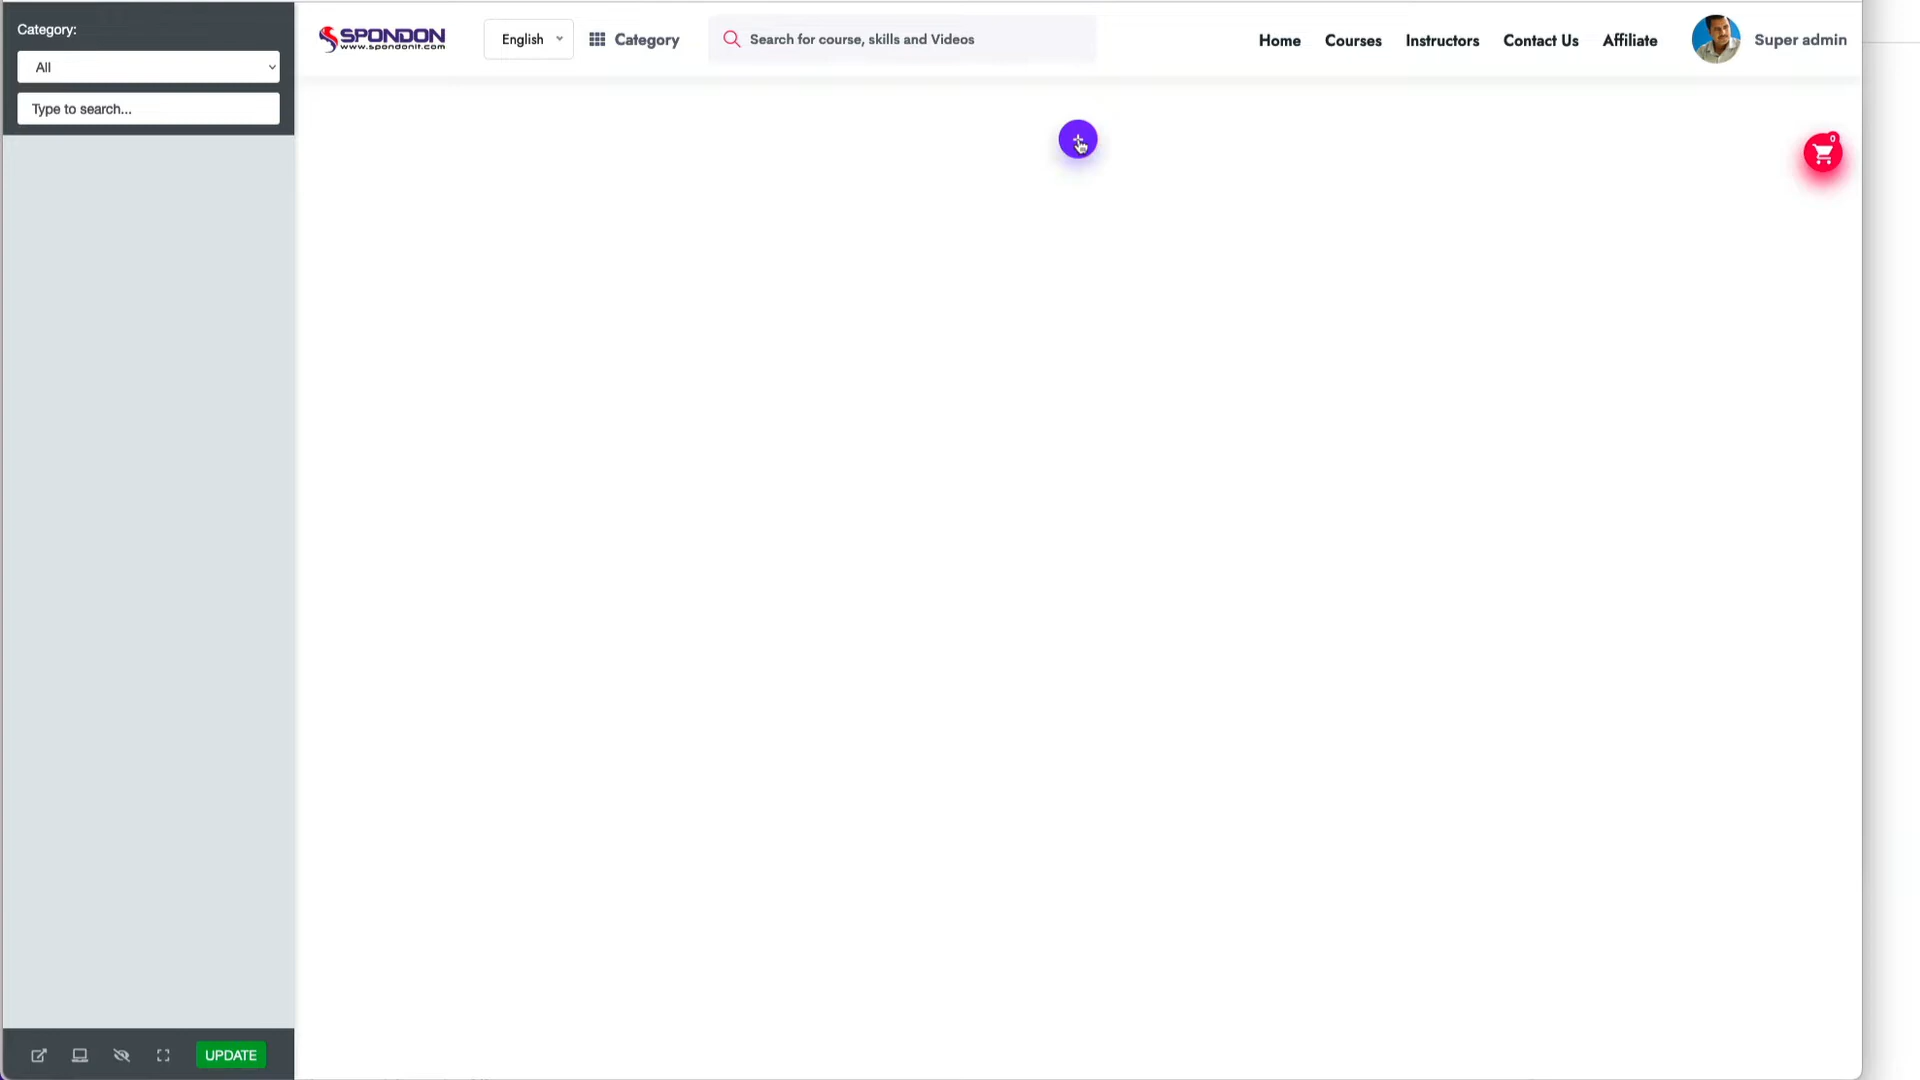 Category:
All
Type to search...
SPONDON
www.spondonit.com
English
Category
Search for course, skills and Videos
Home
Courses
Instructors
Contact Us
Affiliate
Super admin
0
UPDATE